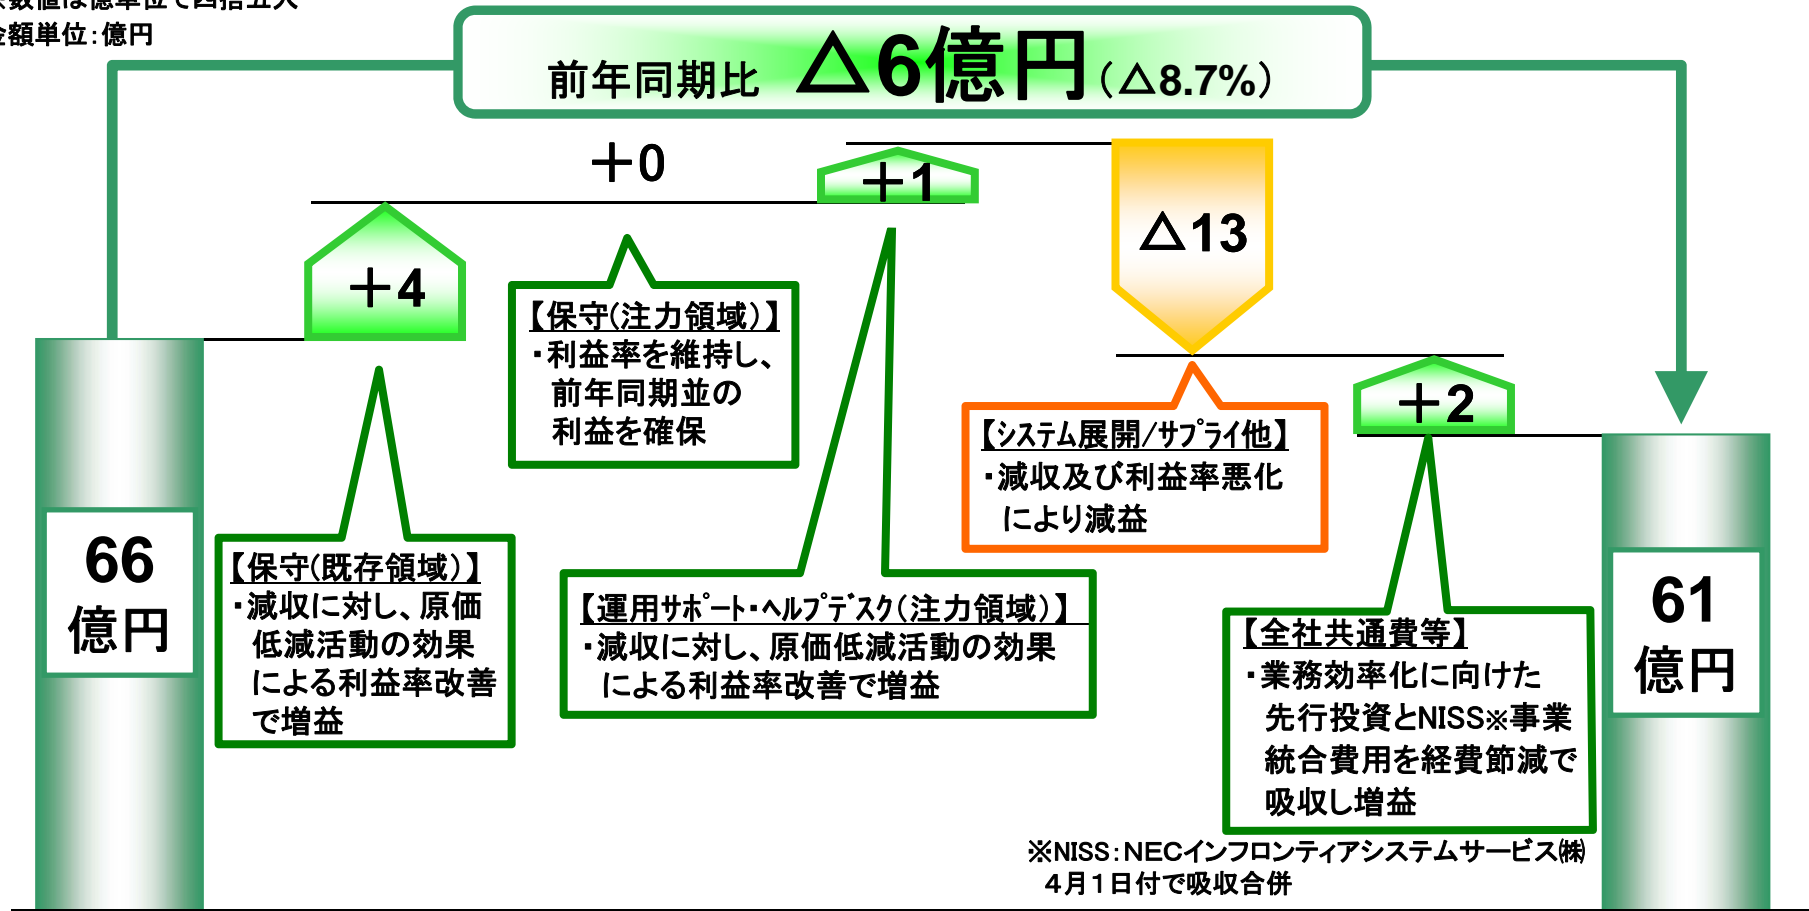 数値は億単位で四捨五入
金額単位：億円
前年同期比 △6億円（△8.7%）
＋0
＋1
＋4
△13
＋2
【保守(注力領域)】
・利益率を維持し、
前年同期並の
利益を確保
【システム展開/サプライ他】
・減収及び利益率悪化
により減益
66
億円
【保守(既存領域)】
・減収に対し、原価
低減活動の効果
による利益率改善
で増益
【運用サポート・ヘルプデスク(注力領域)】
・減収に対し、原価低減活動の効果
による利益率改善で増益
【全社共通費等】
・業務効率化に向けた
先行投資とNISS※事業
統合費用を経費節減で
吸収し増益
61
億円
※NISS：NECインフロンティアシステムサービス㈱
４月１日付で吸収合併